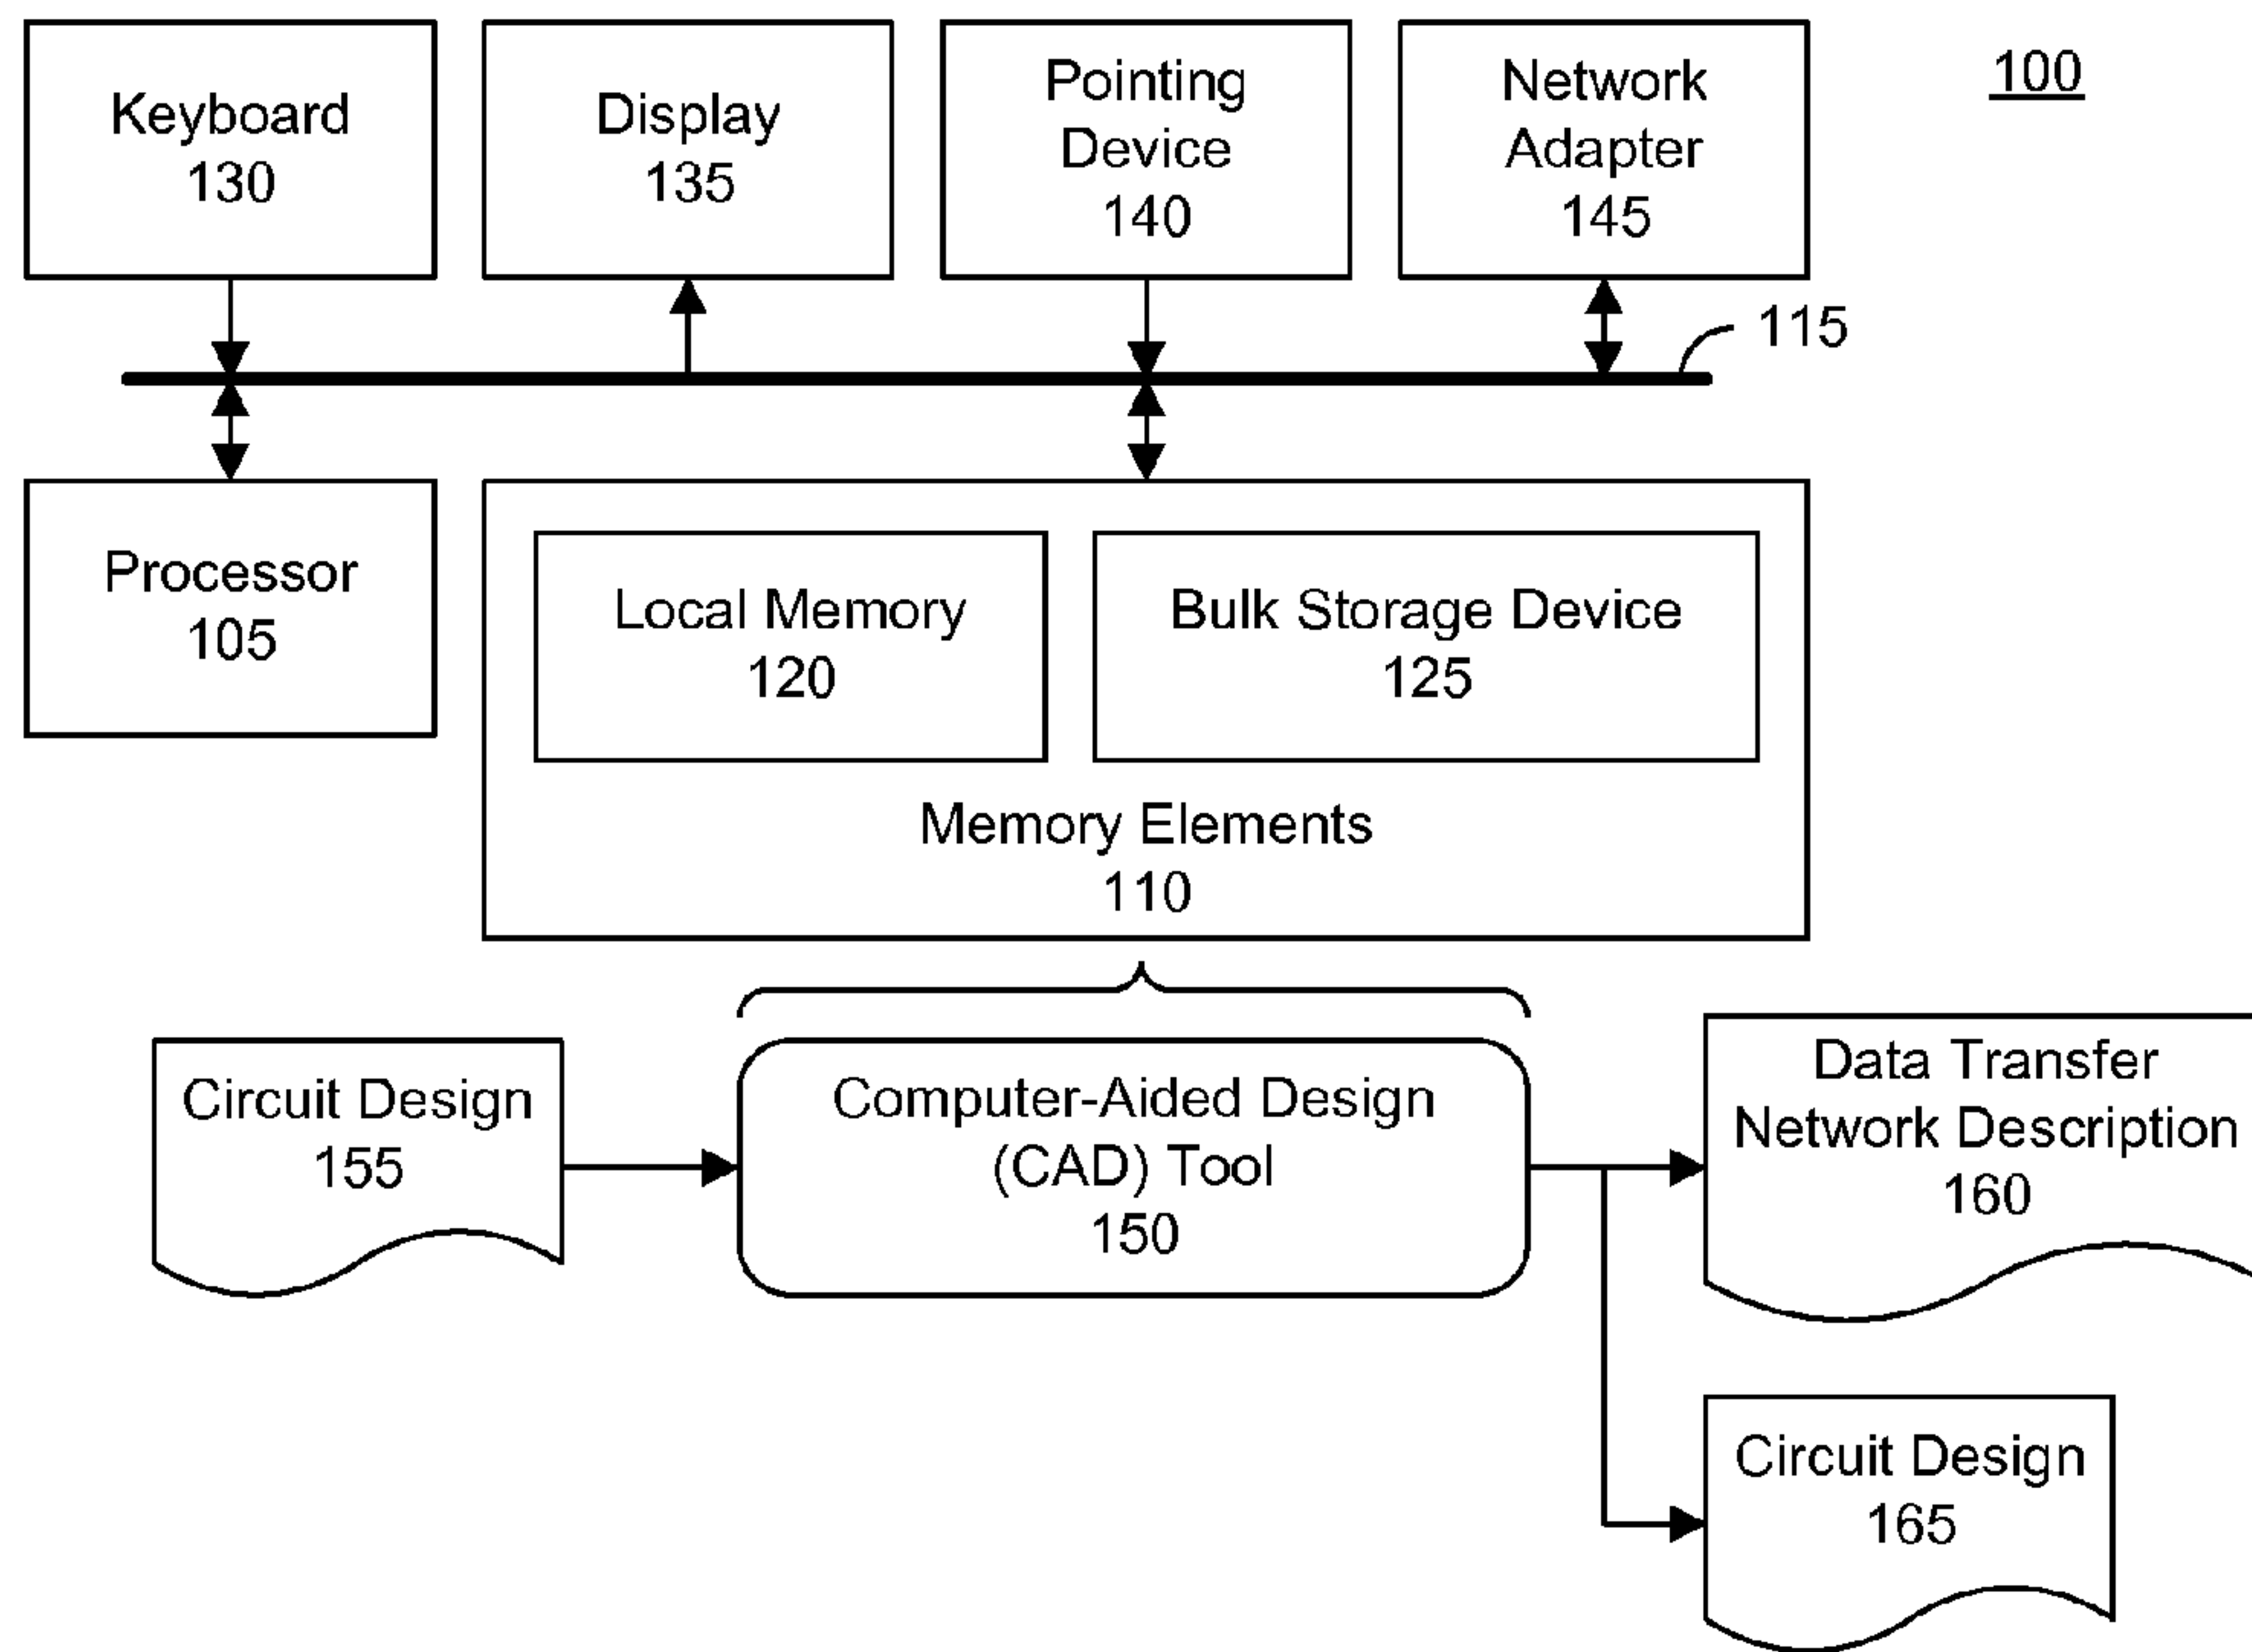 Keyboard
130
Display
135
Pointing
Device
140
Network
Adapter
145
100
115
Processor
105
Local Memory
120
Bulk Storage Device
125
Memory Elements
110
Circuit Design
155
Computer-Aided Design
(CAD) Tool
150
Data Transfer
Network Description
160
Circuit Design
165